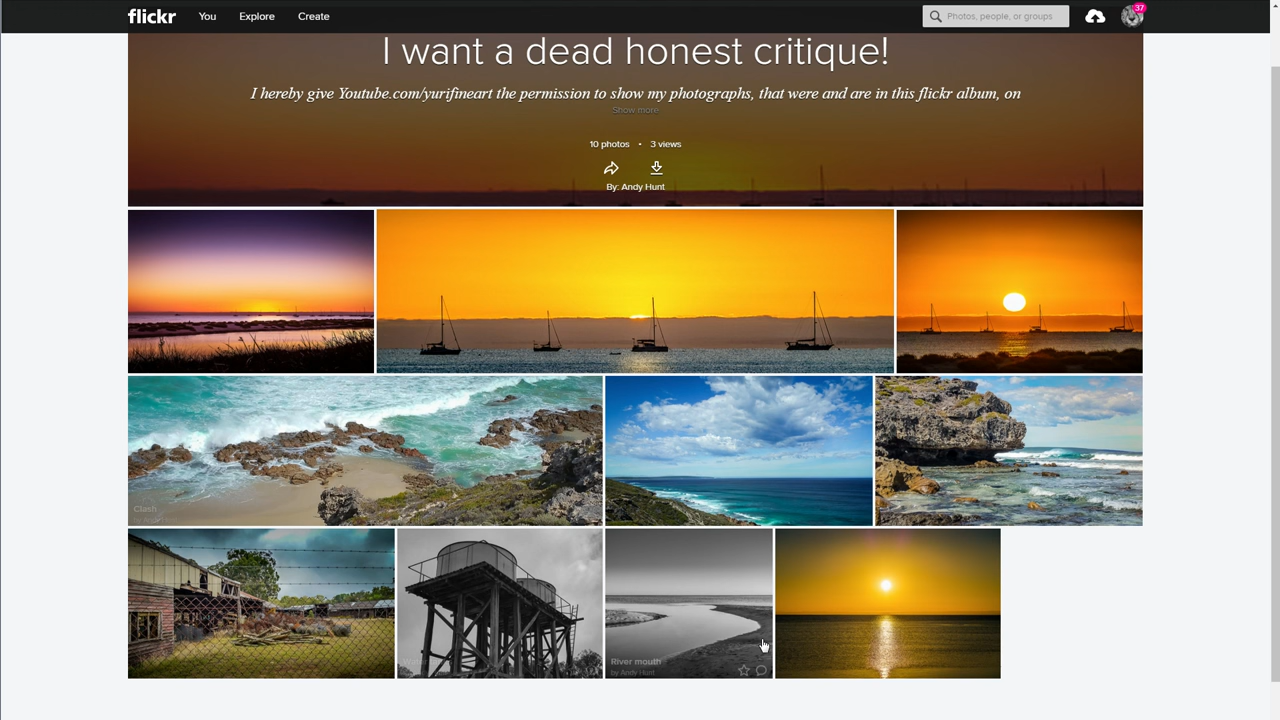 flickr You Explore Create Photos, people, or groups 37
I want a dead honest critique!
I hereby give Youtube.com/yurifineart the permission to show my photographs, that were and are in this flickr album, on
Show more
10 photos • 3 views
By: Andy Hunt
Clash
River mouth
by Andy Hunt